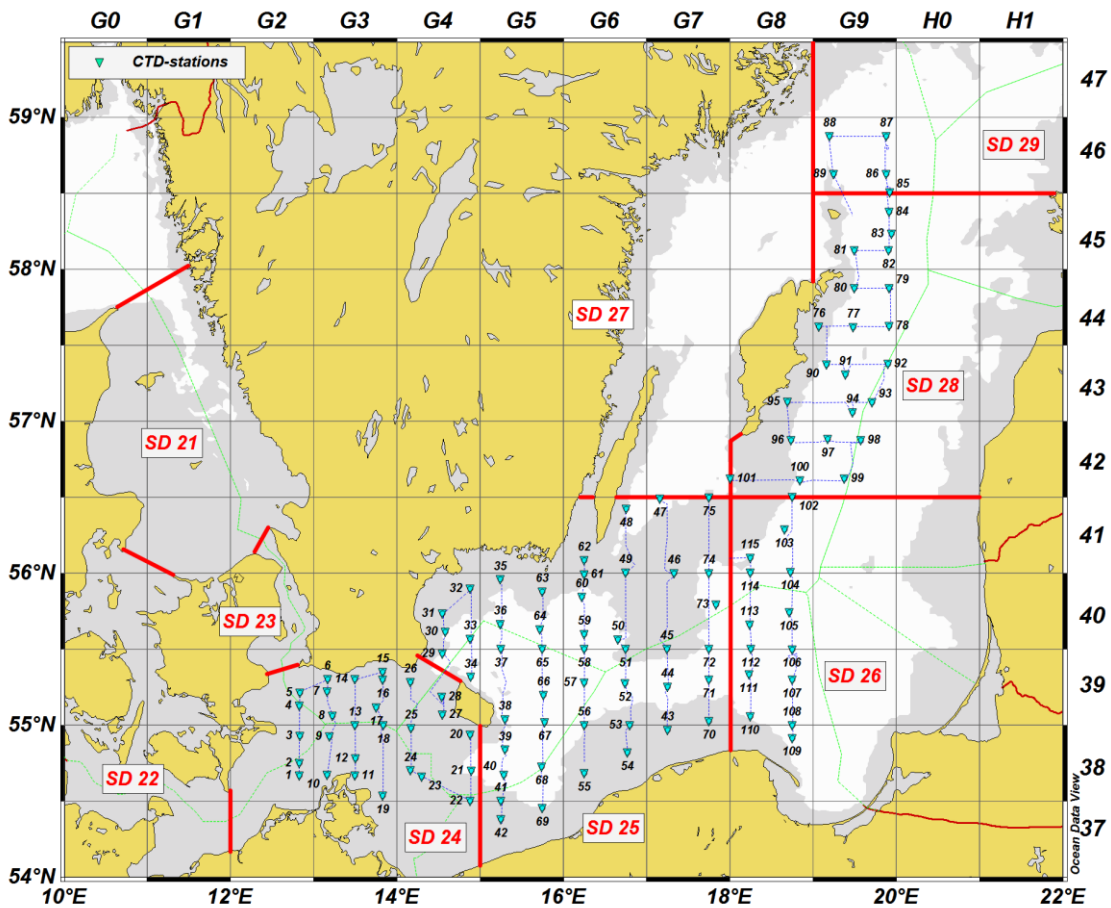 G0 G1 G2 G3 G4 G5 G6 G7 G8 G9 H0 H1
CTD-stations
47
59°N
88 87
46
SD 29
89 86
85
84
83
45
81
82
58°N
80 79
SD 27
76 77 78
44
91 92
90
SD 28
43
95 94 93
57°N
SD 21
96 97 98
42
101 100 99
47 75 102
48
41
103
62 115
35 63 49 46 74
56°N
61
32 60 104
114
31 36 73 113
40
30 33 64 59 50 45 105
SD 23
29 37 65 58 51 72 112 106
15
6 14 26 34 57 52 44 71 111 107
SD 26
5 7 16 28 66
39
4 8 13 17 25 27 38 56 53 43 108
55°N
3 9 18 20 39 67 70 110 109
12 24 54
SD 22
2 21 40 68
38
1 10 11 23 41 55
19 22 69
42
SD 24
SD 25
37
54°N
10°E 12°E 14°E 16°E 18°E 20°E 22°E
Ocean Data View